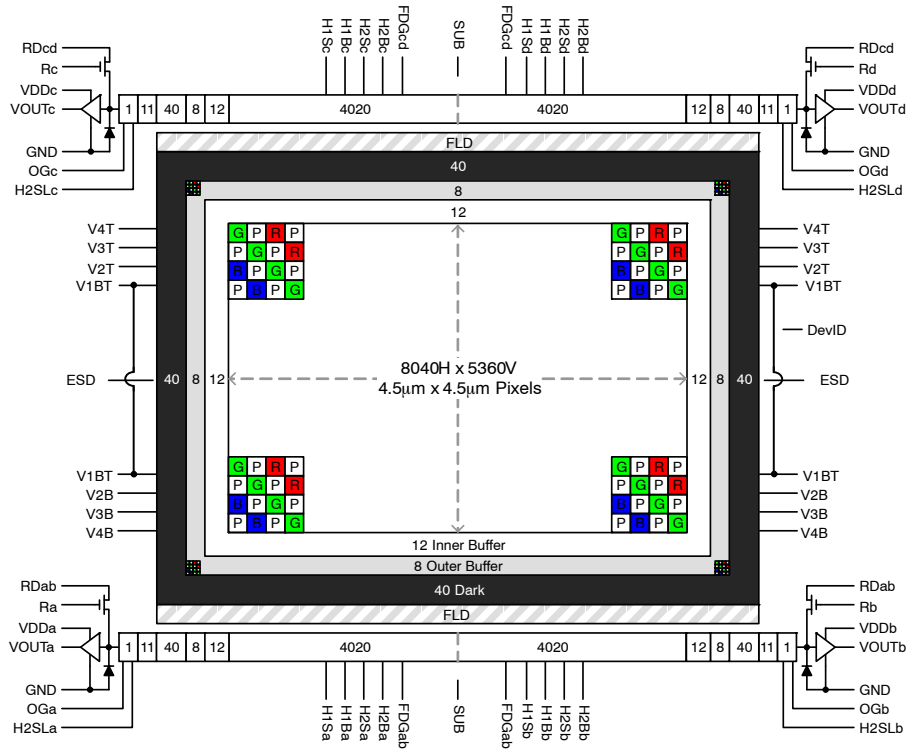 H1Sc H1Bc H2Sc H2Bc FDGcd SUB FDGcd H1Sd H1Bd H2Sd H2Bd
RDcd RDcd
Rc Rd
VDDc VDDd
VOUTc 1 11 40 8 12 4020 4020 12 8 40 11 1 VOUTd
GND FLD GND
OGc 40 OGd
H2SLc 8 H2SLd
12
V4T G P R P G P R P V4T
V3T P G P R P G P R V3T
V2T B P G P B P G P V2T
V1BT P B P G P B P G V1BT
DevID
8040H x 5360V
ESD 40 8 12 12 8 40 ESD
4.5μm x 4.5μm Pixels
V1BT G P R P G P R P V1BT
V2B P G P R P G P R V2B
V3B B P G P B P G P V3B
V4B P B P G P B P G V4B
12 Inner Buffer
8 Outer Buffer
RDab 40 Dark RDab
Ra FLD Rb
VDDa VDDb
VOUTa 1 11 40 8 12 4020 4020 12 8 40 11 1 VOUTb
GND GND
OGa OGb
H2SLa H2SLb
H1Sa H1Ba H2Sa H2Ba FDGab SUB FDGab H1Sb H1Bb H2Sb H2Bb